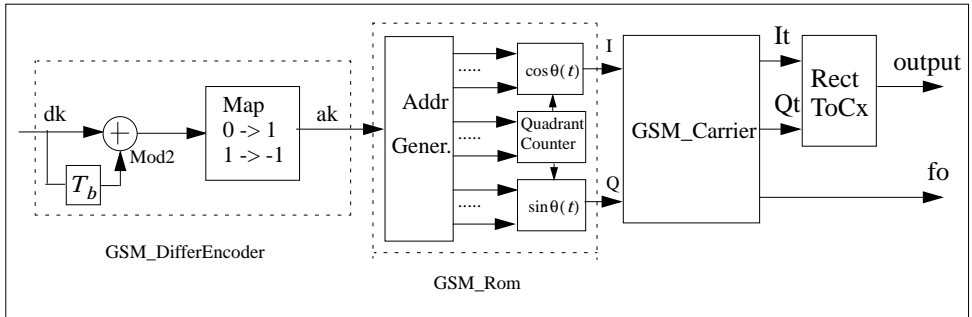 dk
T_b
Mod2
Map
0 -> 1
1 -> -1
ak
GSM_DifferEncoder
Addr
Gener.
.....
.....
.....
cosθ(t)
Quadrant
Counter
sinθ(t)
GSM_Rom
I
Q
GSM_Carrier
It
Qt
Rect
ToCx
output
fo